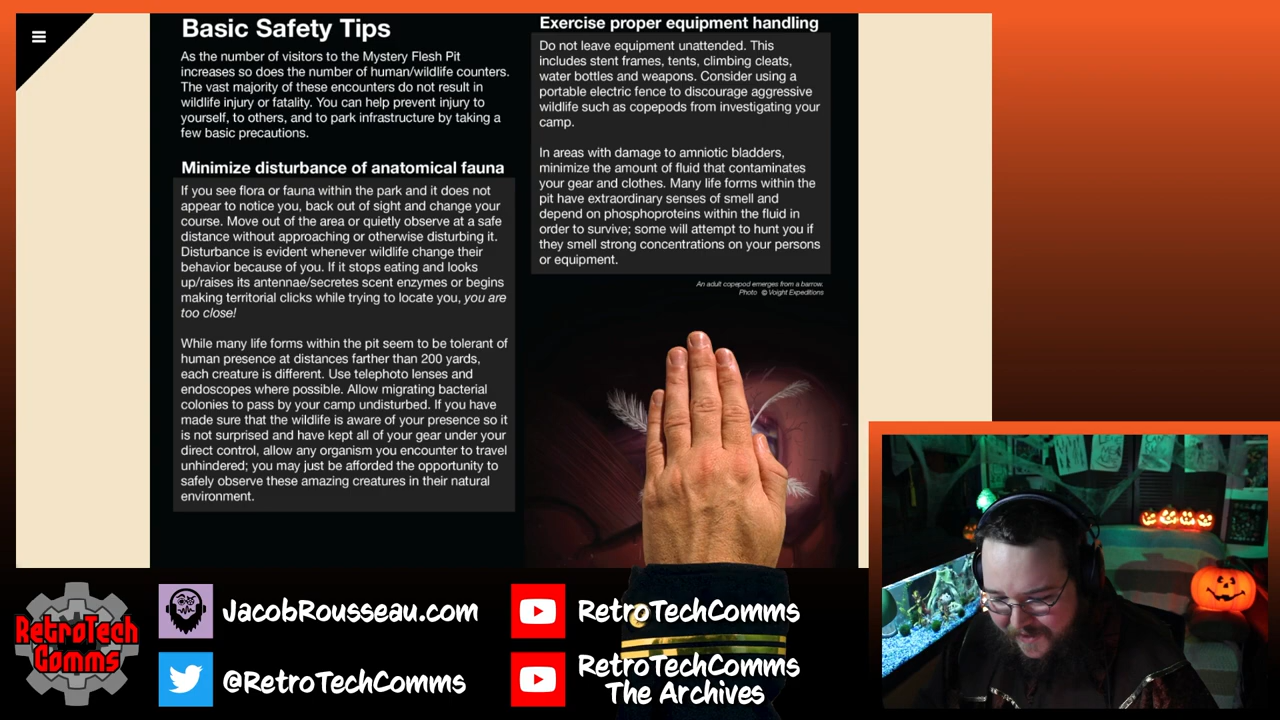 Basic Safety Tips
As the number of visitors to the Mystery Flesh Pit
increases so does the number of human/wildlife counters.
The vast majority of these encounters do not result in
wildlife injury or fatality. You can help prevent injury to
yourself, to others, and to park infrastructure by taking a
few basic precautions.
Minimize disturbance of anatomical fauna
If you see flora or fauna within the park and it does not
appear to notice you, back out of sight and change your
course. Move out of the area or quietly observe at a safe
distance without approaching or otherwise disturbing it.
Disturbance is evident whenever wildlife change their
behavior because of you. If it stops eating and looks
up/raises its antennae/secretes scent enzymes or begins
making territorial clicks while trying to locate you, you are
too close!
While many life forms within the pit seem to be tolerant of
human presence at distances farther than 200 yards,
each creature is different. Use telephoto lenses and
endoscopes where possible. Allow migrating bacterial
colonies to pass by your camp undisturbed. If you have
made sure that the wildlife is aware of your presence so it
is not surprised and have kept all of your gear under your
direct control, allow any organism you encounter to travel
unhindered; you may just be afforded the opportunity to
safely observe these amazing creatures in their natural
environment.
Exercise proper equipment handling
Do not leave equipment unattended. This
includes stent frames, tents, climbing cleats,
water bottles and weapons. Consider using a
portable electric fence to discourage aggressive
wildlife such as copepods from investigating your
camp.
In areas with damage to amniotic bladders,
minimize the amount of fluid that contaminates
your gear and clothes. Many life forms within the
pit have extraordinary senses of smell and
depend on phosphoproteins within the fluid in
order to survive; some will attempt to hunt you if
they smell strong concentrations on your persons
or equipment.
An adult copepod emerges from a barrow.
Photo © Voight Expeditions
RetroTech
Comms
JacobRousseau.com
@RetroTechComms
RetroTechComms
RetroTechComms
The Archives